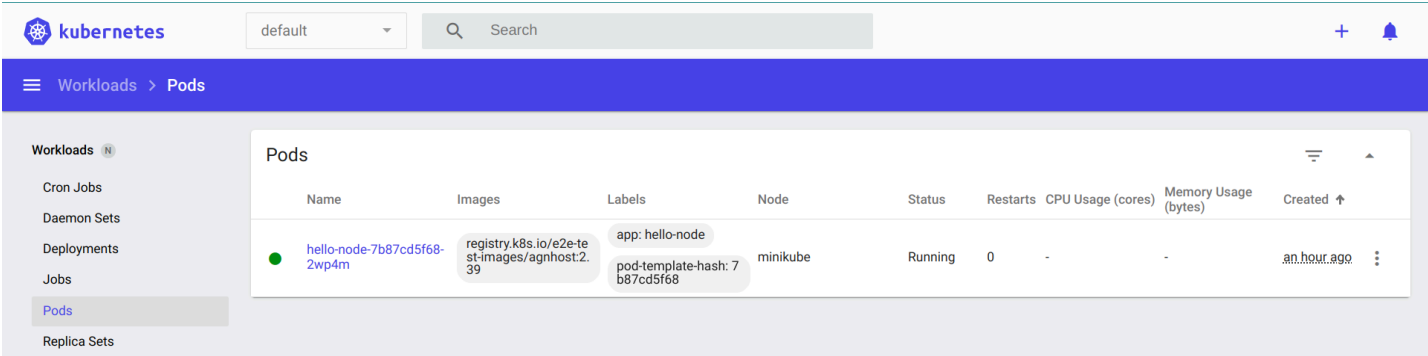 kubernetes
default
Search
Workloads > Pods
Workloads N
Cron Jobs
Daemon Sets
Deployments
Jobs
Pods
Replica Sets
Pods
Name Images Labels Node Status Restarts CPU Usage (cores) Memory Usage (bytes) Created
hello-node-7b87cd5f68-
2wp4m
registry.k8s.io/e2e-te
st-images/agnhost:2.
39
app: hello-node
pod-template-hash: 7
b87cd5f68
minikube
Running
0
-
-
an hour ago